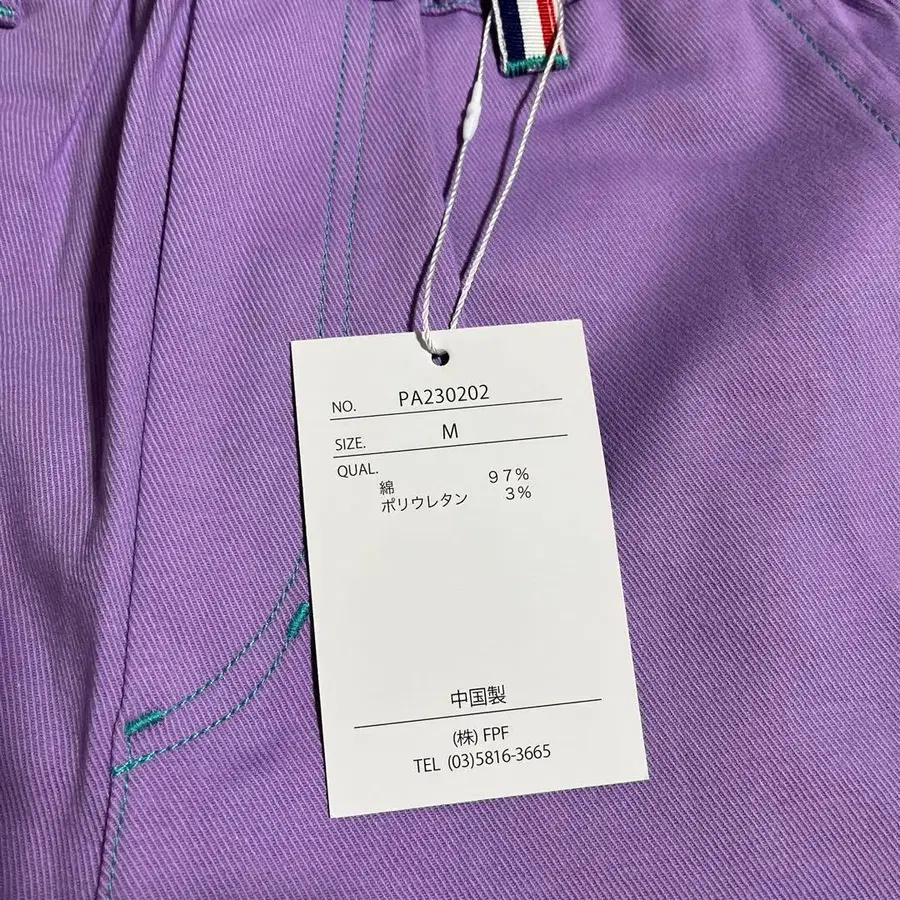 NO. PA230202
SIZE. M
QUAL.
綿 97%
ポリウレタン 3%
中国製
(株) FPF
TEL (03)5816-3665